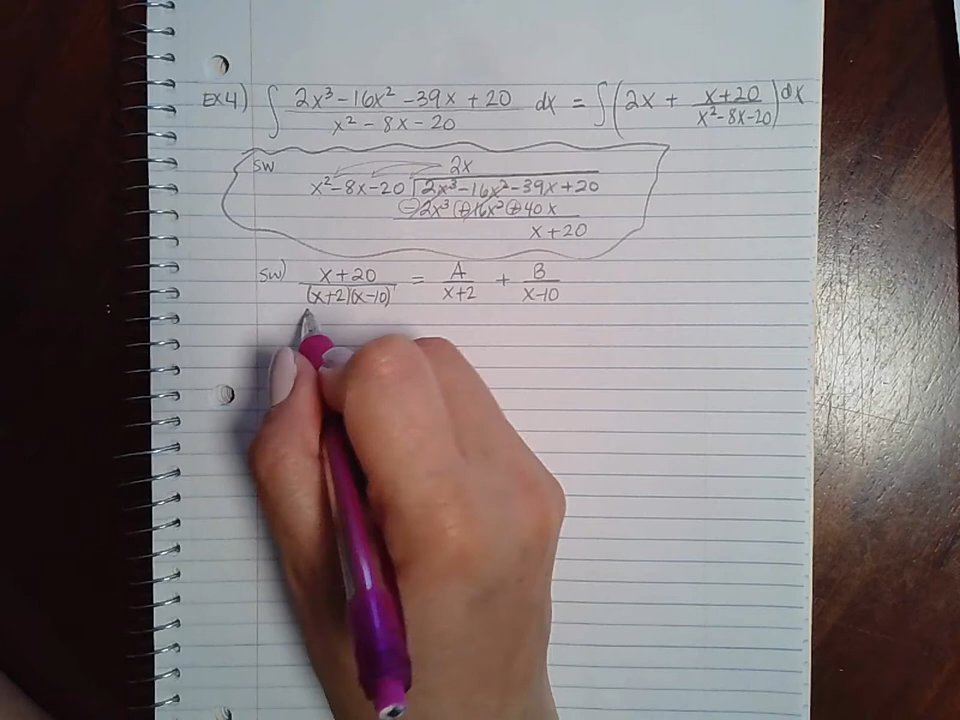 EX4) ∫ (2x³ - 16x² - 39x + 20)/(x² - 8x - 20) dx = ∫ (2x + (x+20)/(x²-8x-20)) dx
SW
2x
x²-8x-20 | 2x³-16x²-39x+20
⊖2x³ ⊕16x² ⊕40x
x+20
SW) (x+20)/((x+2)(x-10)) = A/(x+2) + B/(x-10)